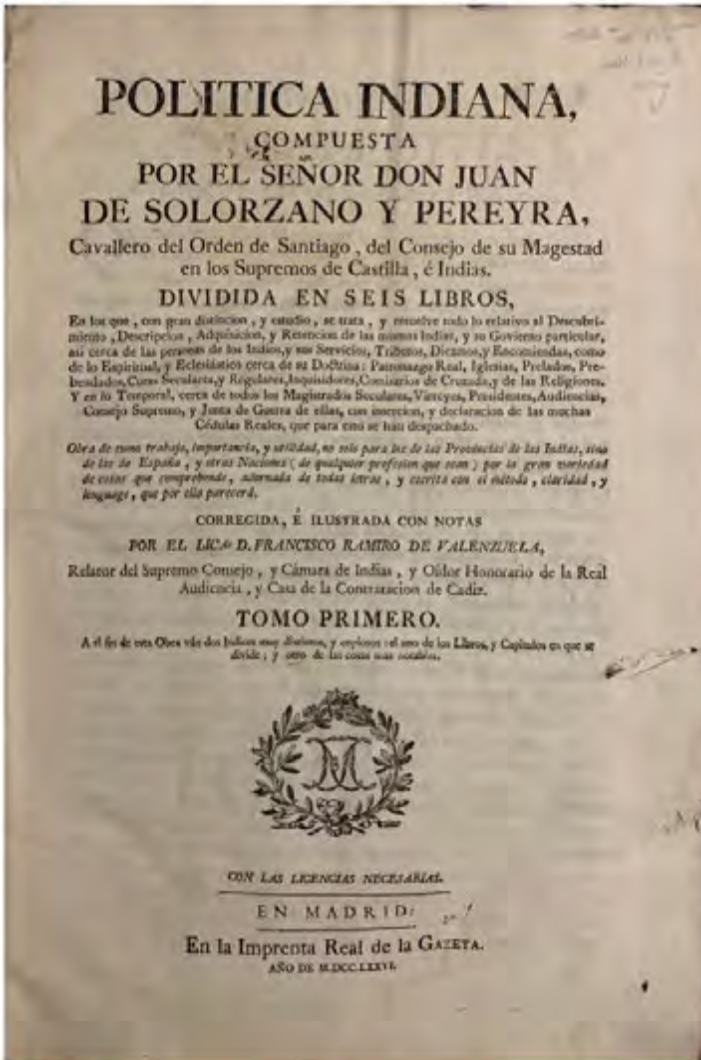 POLITICA INDIANA,
COMPUESTA
POR EL SEÑOR DON JUAN
DE SOLORZANO Y PEREYRA,
Cavallero del Orden de Santiago, del Consejo de su Magestad
en los Supremos de Castilla, é Indias.
DIVIDIDA EN SEIS LIBROS,
En los que, con gran distincion, y estudio, se trata, y resuelve todo lo relativo al Descubri-
miento, Descripcion, Adquisicion, y Retencion de las mismas Indias, y su Govierno particular,
asi cerca de las personas de los Indios, y sus Servicios, Tributos, Diezmos, y Encomiendas, como
de lo Espiritual, y Eclesiástico cerca de su Doctrina: Patronazgo Real, Iglesias, Prelados, Pre-
bendados, Curas Seculares, y Regulares, Inquisidores, Comisarios de Cruzada, y de las Religiones.
Y en lo Temporal, cerca de todos los Magistrados Seculares, Virreyes, Presidentes, Audiencias,
Consejo Supremo, y Junta de Guerra de ellas, con insercion, y declaracion de las muchas
Cédulas Reales, que para esto se han despachado.
Obra de sumo trabajo, importancia, y utilidad, no solo para los de las Provincias de las Indias, sino
de las de España, y otras Naciones (de qualquier profesion que sean) por la gran variedad
de cosas que comprehende, adornada de todas letras, y escrita con el método, claridad, y
lenguage, que por ella parecerá.
CORREGIDA, É ILUSTRADA CON NOTAS
POR EL LIC.do D. FRANCISCO RAMIRO DE VALENZUELA,
Relator del Supremo Consejo, y Cámara de Indias, y Oídor Honorario de la Real
Audiencia, y Casa de la Contratacion de Cadiz.
TOMO PRIMERO.
A el fin de esta Obra ván dos Indices muy distintos, y copiosos: el uno de los Libros, y Capitulos en que se
divide; y otro de las cosas mas notables.
CON LAS LICENCIAS NECESARIAS.
EN MADRID:
En la Imprenta Real de la GAZETA.
AÑO DE M.DCC.LXXVI.